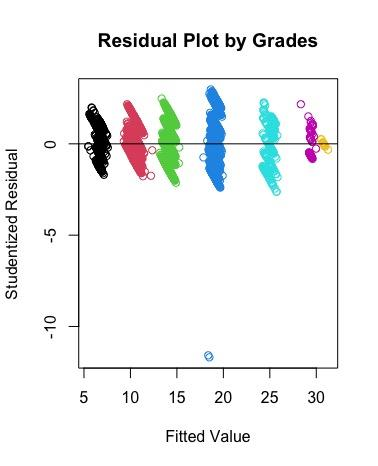 Residual Plot by Grades
Studentized Residual
0
-5
-10
5 10 15 20 25 30
Fitted Value